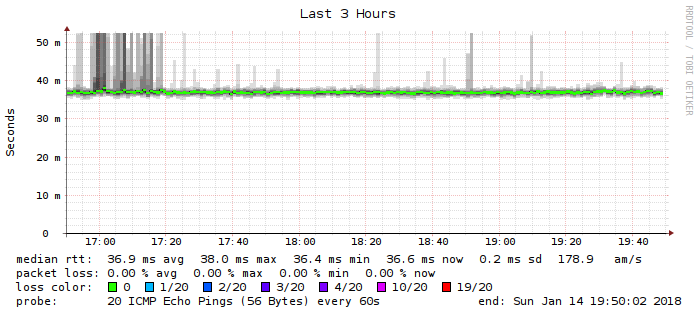 Last 3 Hours
RRDTOOL / TOBI OETIKER
Seconds
50 m
40 m
30 m
20 m
10 m
0
17:00 17:20 17:40 18:00 18:20 18:40 19:00 19:20 19:40
median rtt: 36.9 ms avg 38.0 ms max 36.4 ms min 36.6 ms now 0.2 ms sd 178.9 am/s
packet loss: 0.00 % avg 0.00 % max 0.00 % min 0.00 % now
loss color: 0 1/20 2/20 3/20 4/20 10/20 19/20
probe: 20 ICMP Echo Pings (56 Bytes) every 60s end: Sun Jan 14 19:50:02 2018